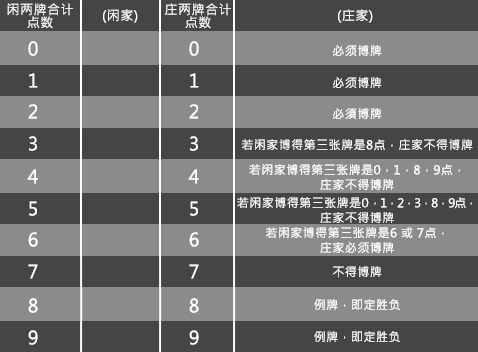 闲两牌合计 (闲家) 庄两牌合计 (庄家)
点数 点数
0 0 必须博牌
1 1 必须博牌
2 2 必須博牌
3 3 若闲家博得第三张牌是8点，庄家不得博牌
4 4 若闲家博得第三张牌是0，1，8，9点，
庄家不得博牌
5 5 若闲家博得第三张牌是0，1，2，3，8，9点，
庄家不得博牌
6 6 若闲家博得第三张牌是6 或 7点，
庄家必须博牌
7 7 不得博牌
8 8 例牌，即定胜负
9 9 例牌，即定胜负